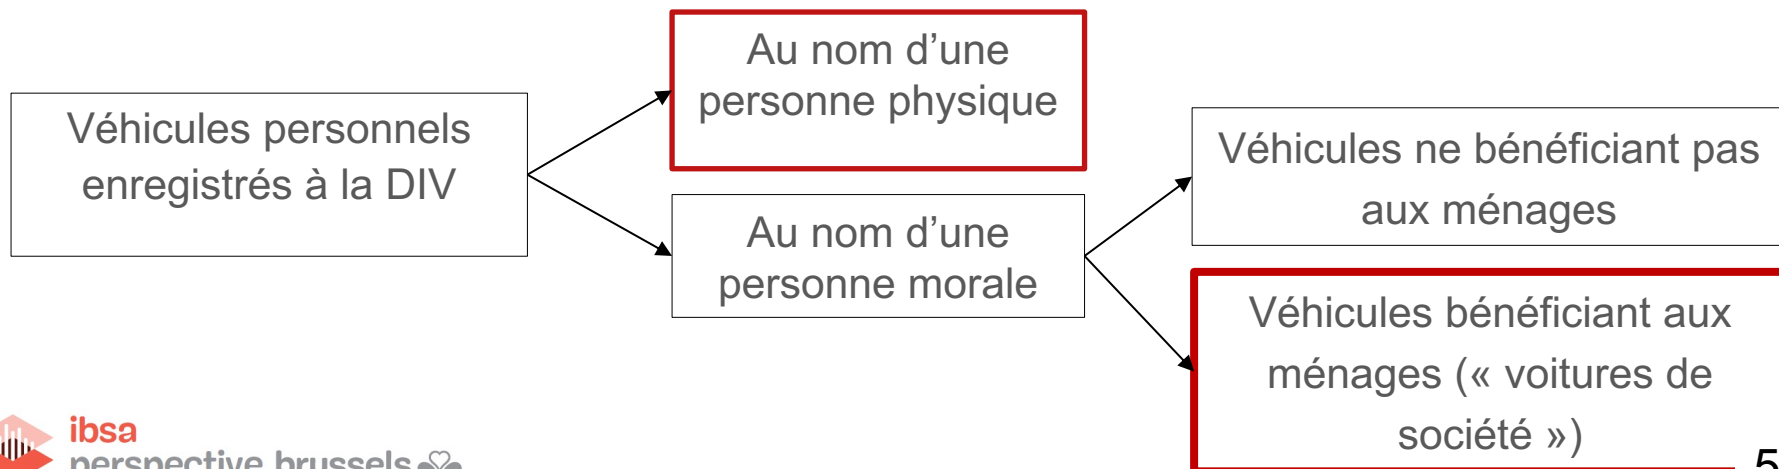 Véhicules personnels
enregistrés à la DIV
Au nom d’une
personne physique
Au nom d’une
personne morale
Véhicules ne bénéficiant pas
aux ménages
Véhicules bénéficiant aux
ménages (« voitures de
société »)
ibsa
perspective.brussels
5